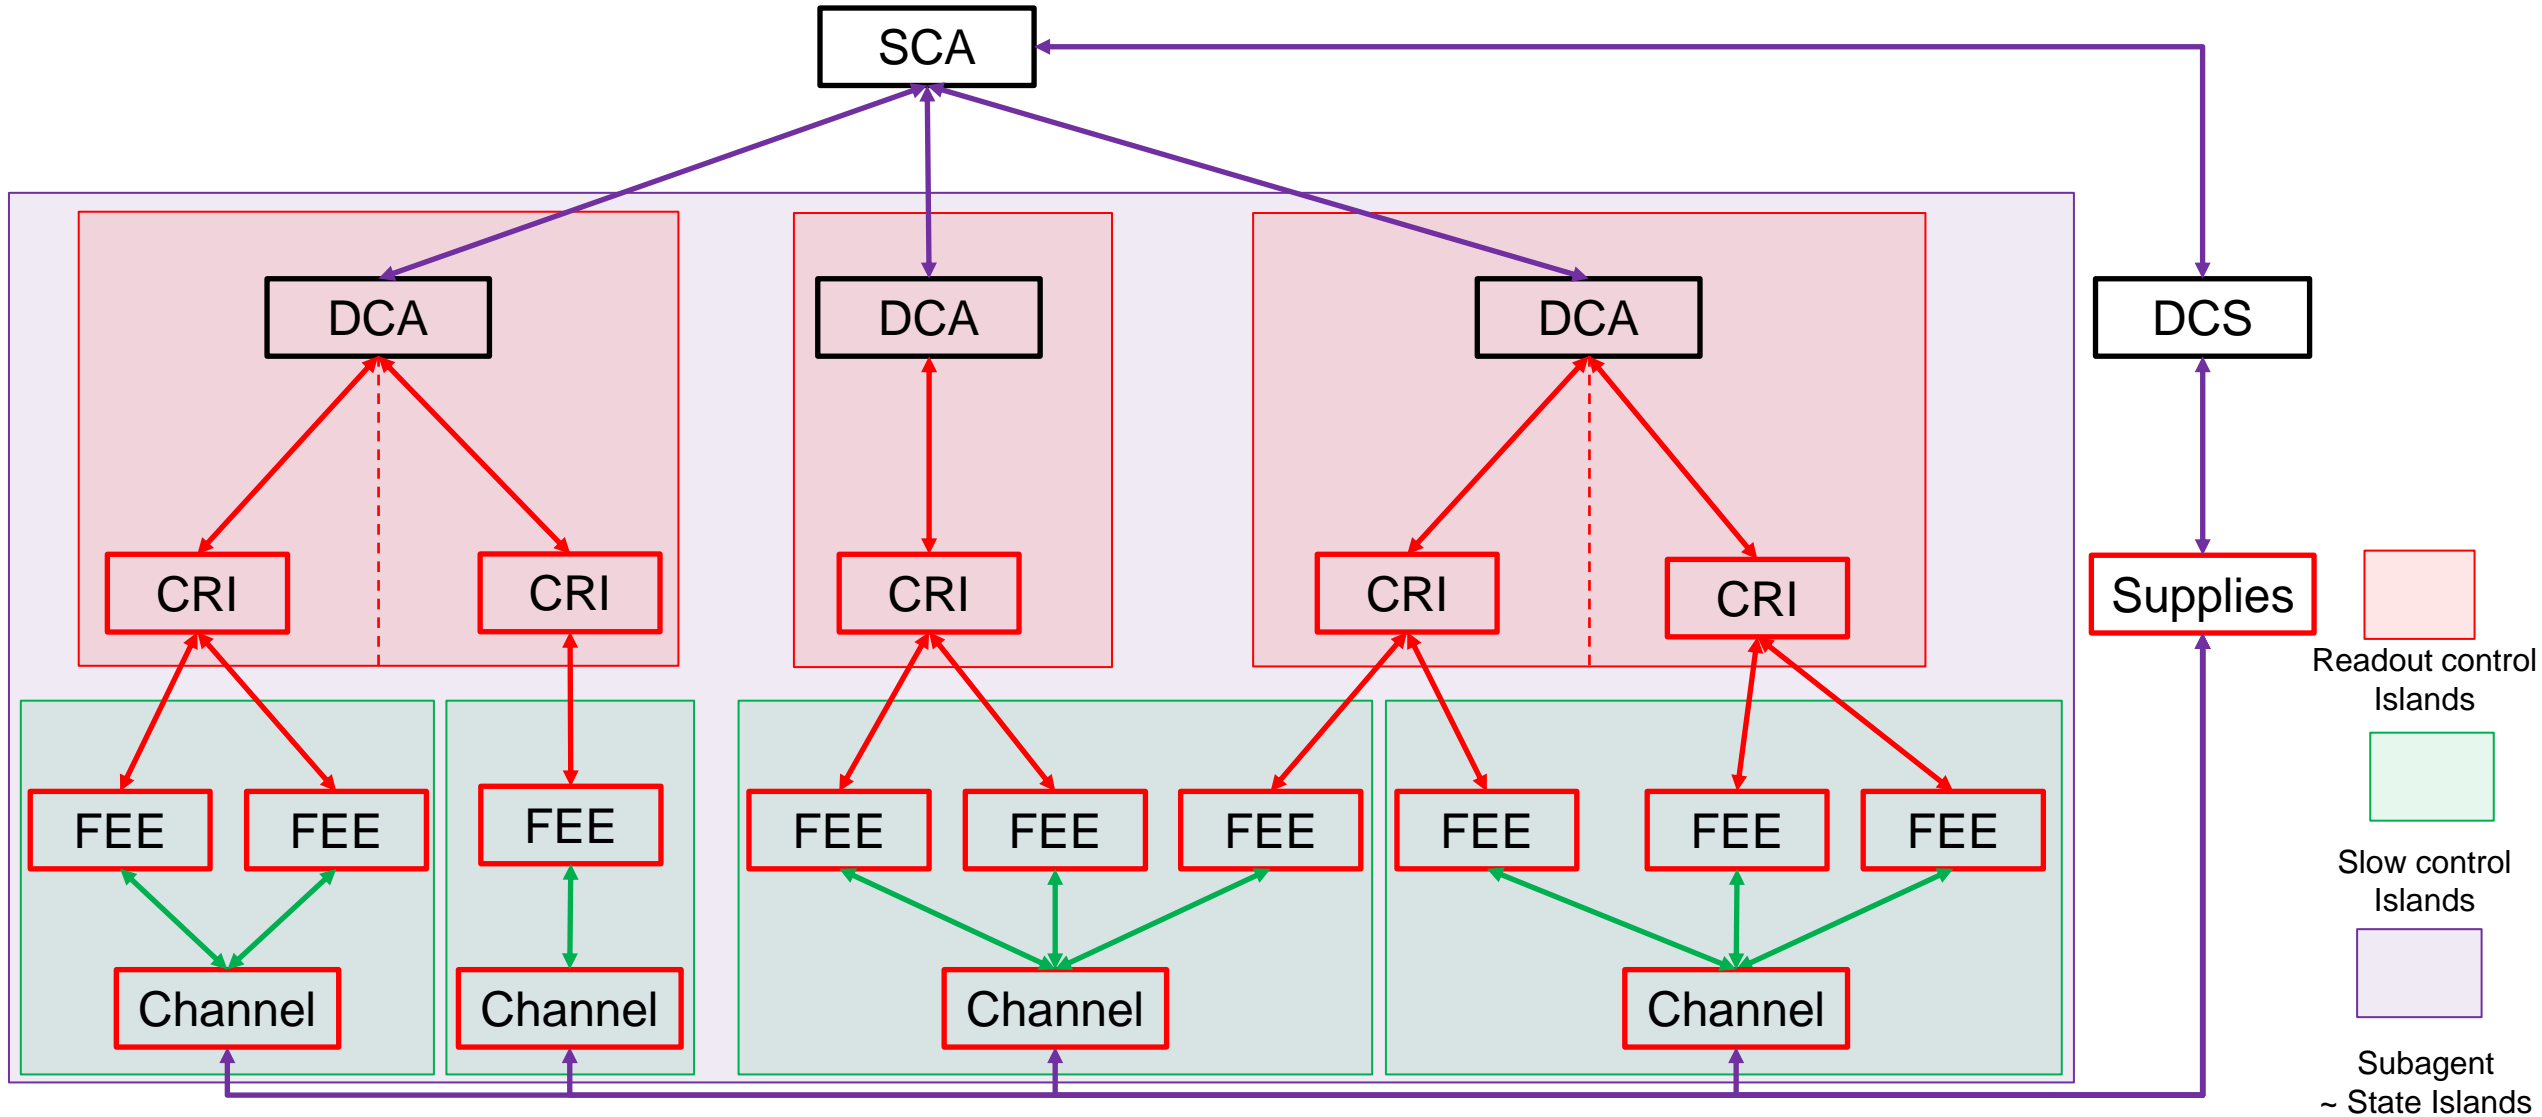 SCA
DCA
DCA
DCA
DCS
CRI
CRI
CRI
CRI
CRI
Supplies
Readout control
Islands
FEE
FEE
FEE
FEE
FEE
FEE
FEE
FEE
FEE
Slow control
Islands
Channel
Channel
Channel
Channel
Subagent
~ State Islands